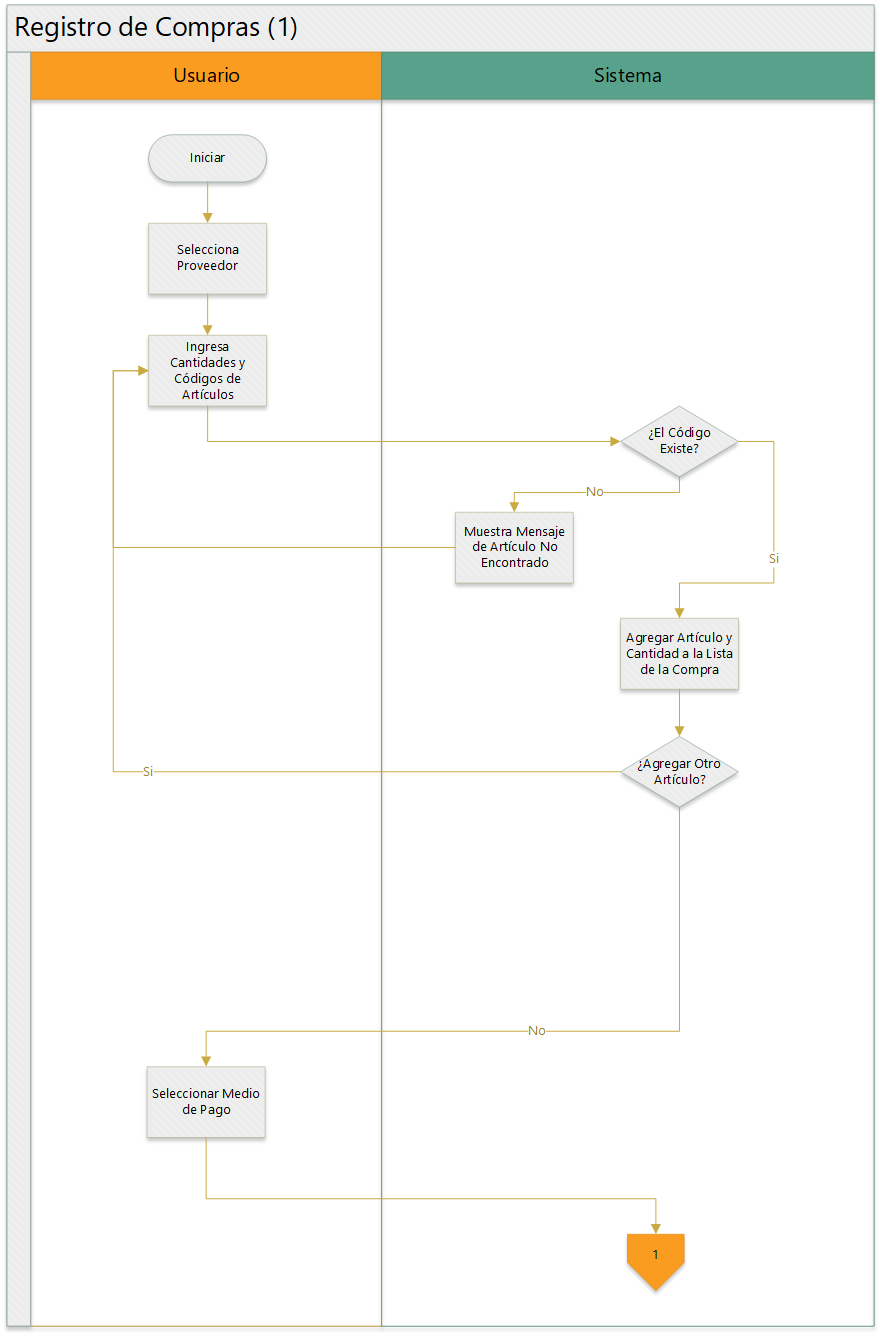 Registro de Compras (1)
Usuario
Sistema
Iniciar
Selecciona
Proveedor
Ingresa
Cantidades y
Códigos de
Artículos
¿El Código
Existe?
No
Muestra Mensaje
de Artículo No
Encontrado
Si
Agregar Artículo y
Cantidad a la Lista
de la Compra
¿Agregar Otro
Artículo?
Si
No
Seleccionar Medio
de Pago
1